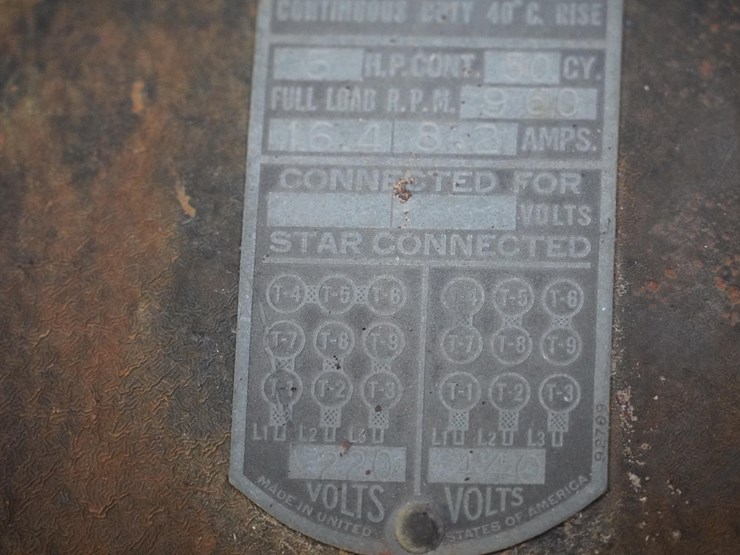 CONTINUOUS DUTY 40°C. RISE
5 H.P. CONT. 50 CY.
FULL LOAD R.P.M. 960
16.4 8.2 AMPS.
CONNECTED FOR
VOLTS
STAR CONNECTED
T-4 T-5 T-6 T-4 T-5 T-6
T-7 T-8 T-9 T-7 T-8 T-9
T-1 T-2 T-3 T-1 T-2 T-3
L1 L2 L3 L1 L2 L3
220 440
VOLTS VOLTS
MADE IN UNITED STATES OF AMERICA
92709